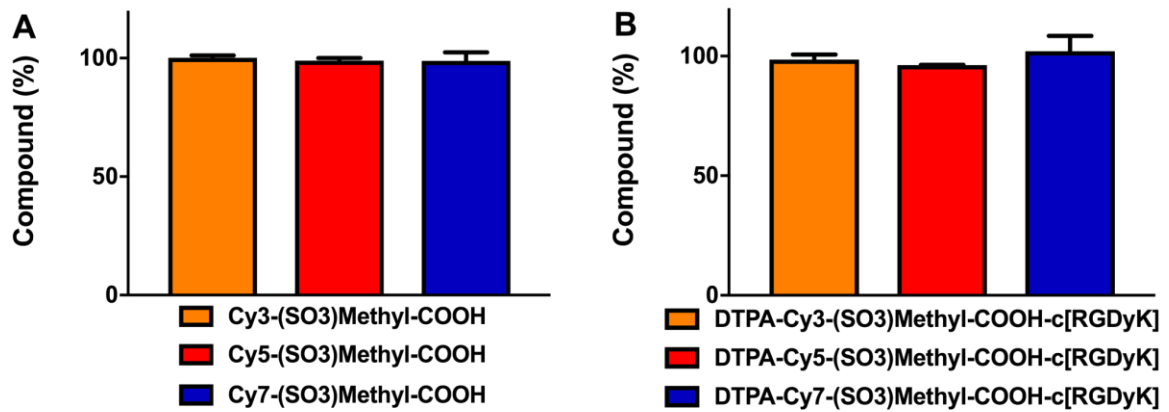 A
Compound (%)
100
50
0
Cy3-(SO3)Methyl-COOH
Cy5-(SO3)Methyl-COOH
Cy7-(SO3)Methyl-COOH
B
Compound (%)
100
50
0
DTPA-Cy3-(SO3)Methyl-COOH-c[RGDyK]
DTPA-Cy5-(SO3)Methyl-COOH-c[RGDyK]
DTPA-Cy7-(SO3)Methyl-COOH-c[RGDyK]